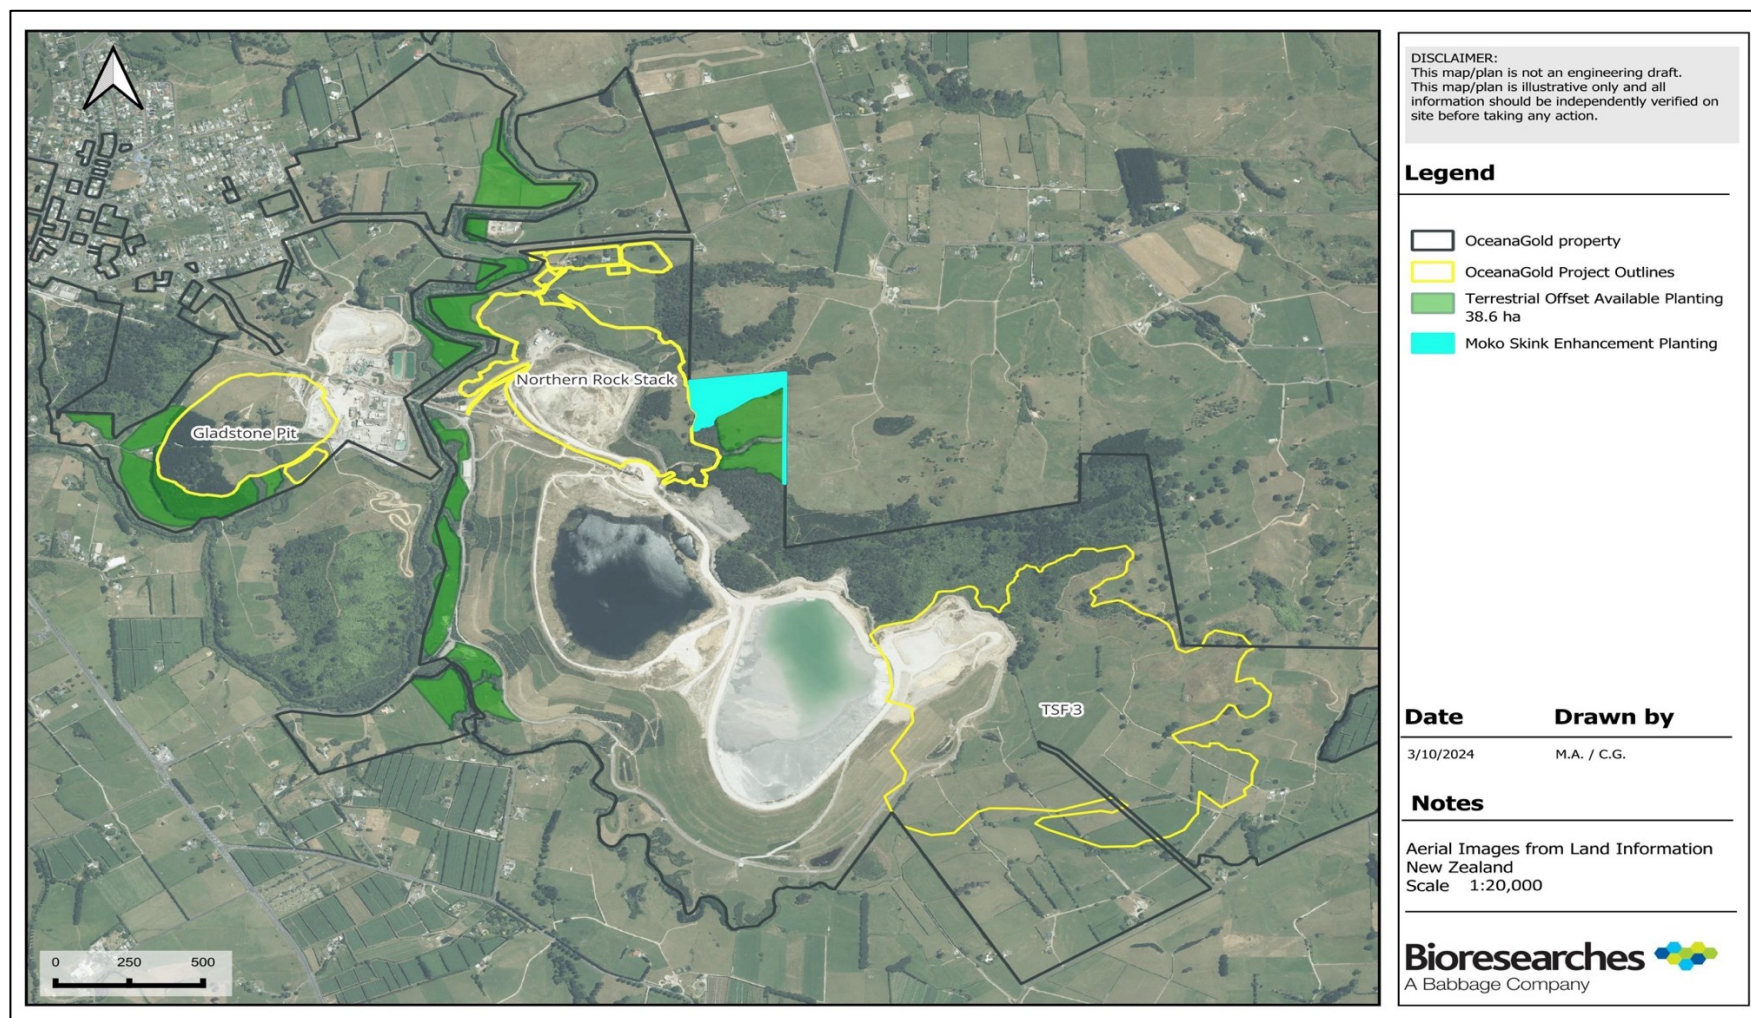 Gladstone Pit
Northern Rock Stack
TSF 3
0 250 500
DISCLAIMER:
This map/plan is not an engineering draft.
This map/plan is illustrative only and all
information should be independently verified on
site before taking any action.
Legend
OceanaGold property
OceanaGold Project Outlines
Terrestrial Offset Available Planting
38.6 ha
Moko Skink Enhancement Planting
Date Drawn by
3/10/2024 M.A. / C.G.
Notes
Aerial Images from Land Information
New Zealand
Scale 1:20,000
Bioresearches
A Babbage Company